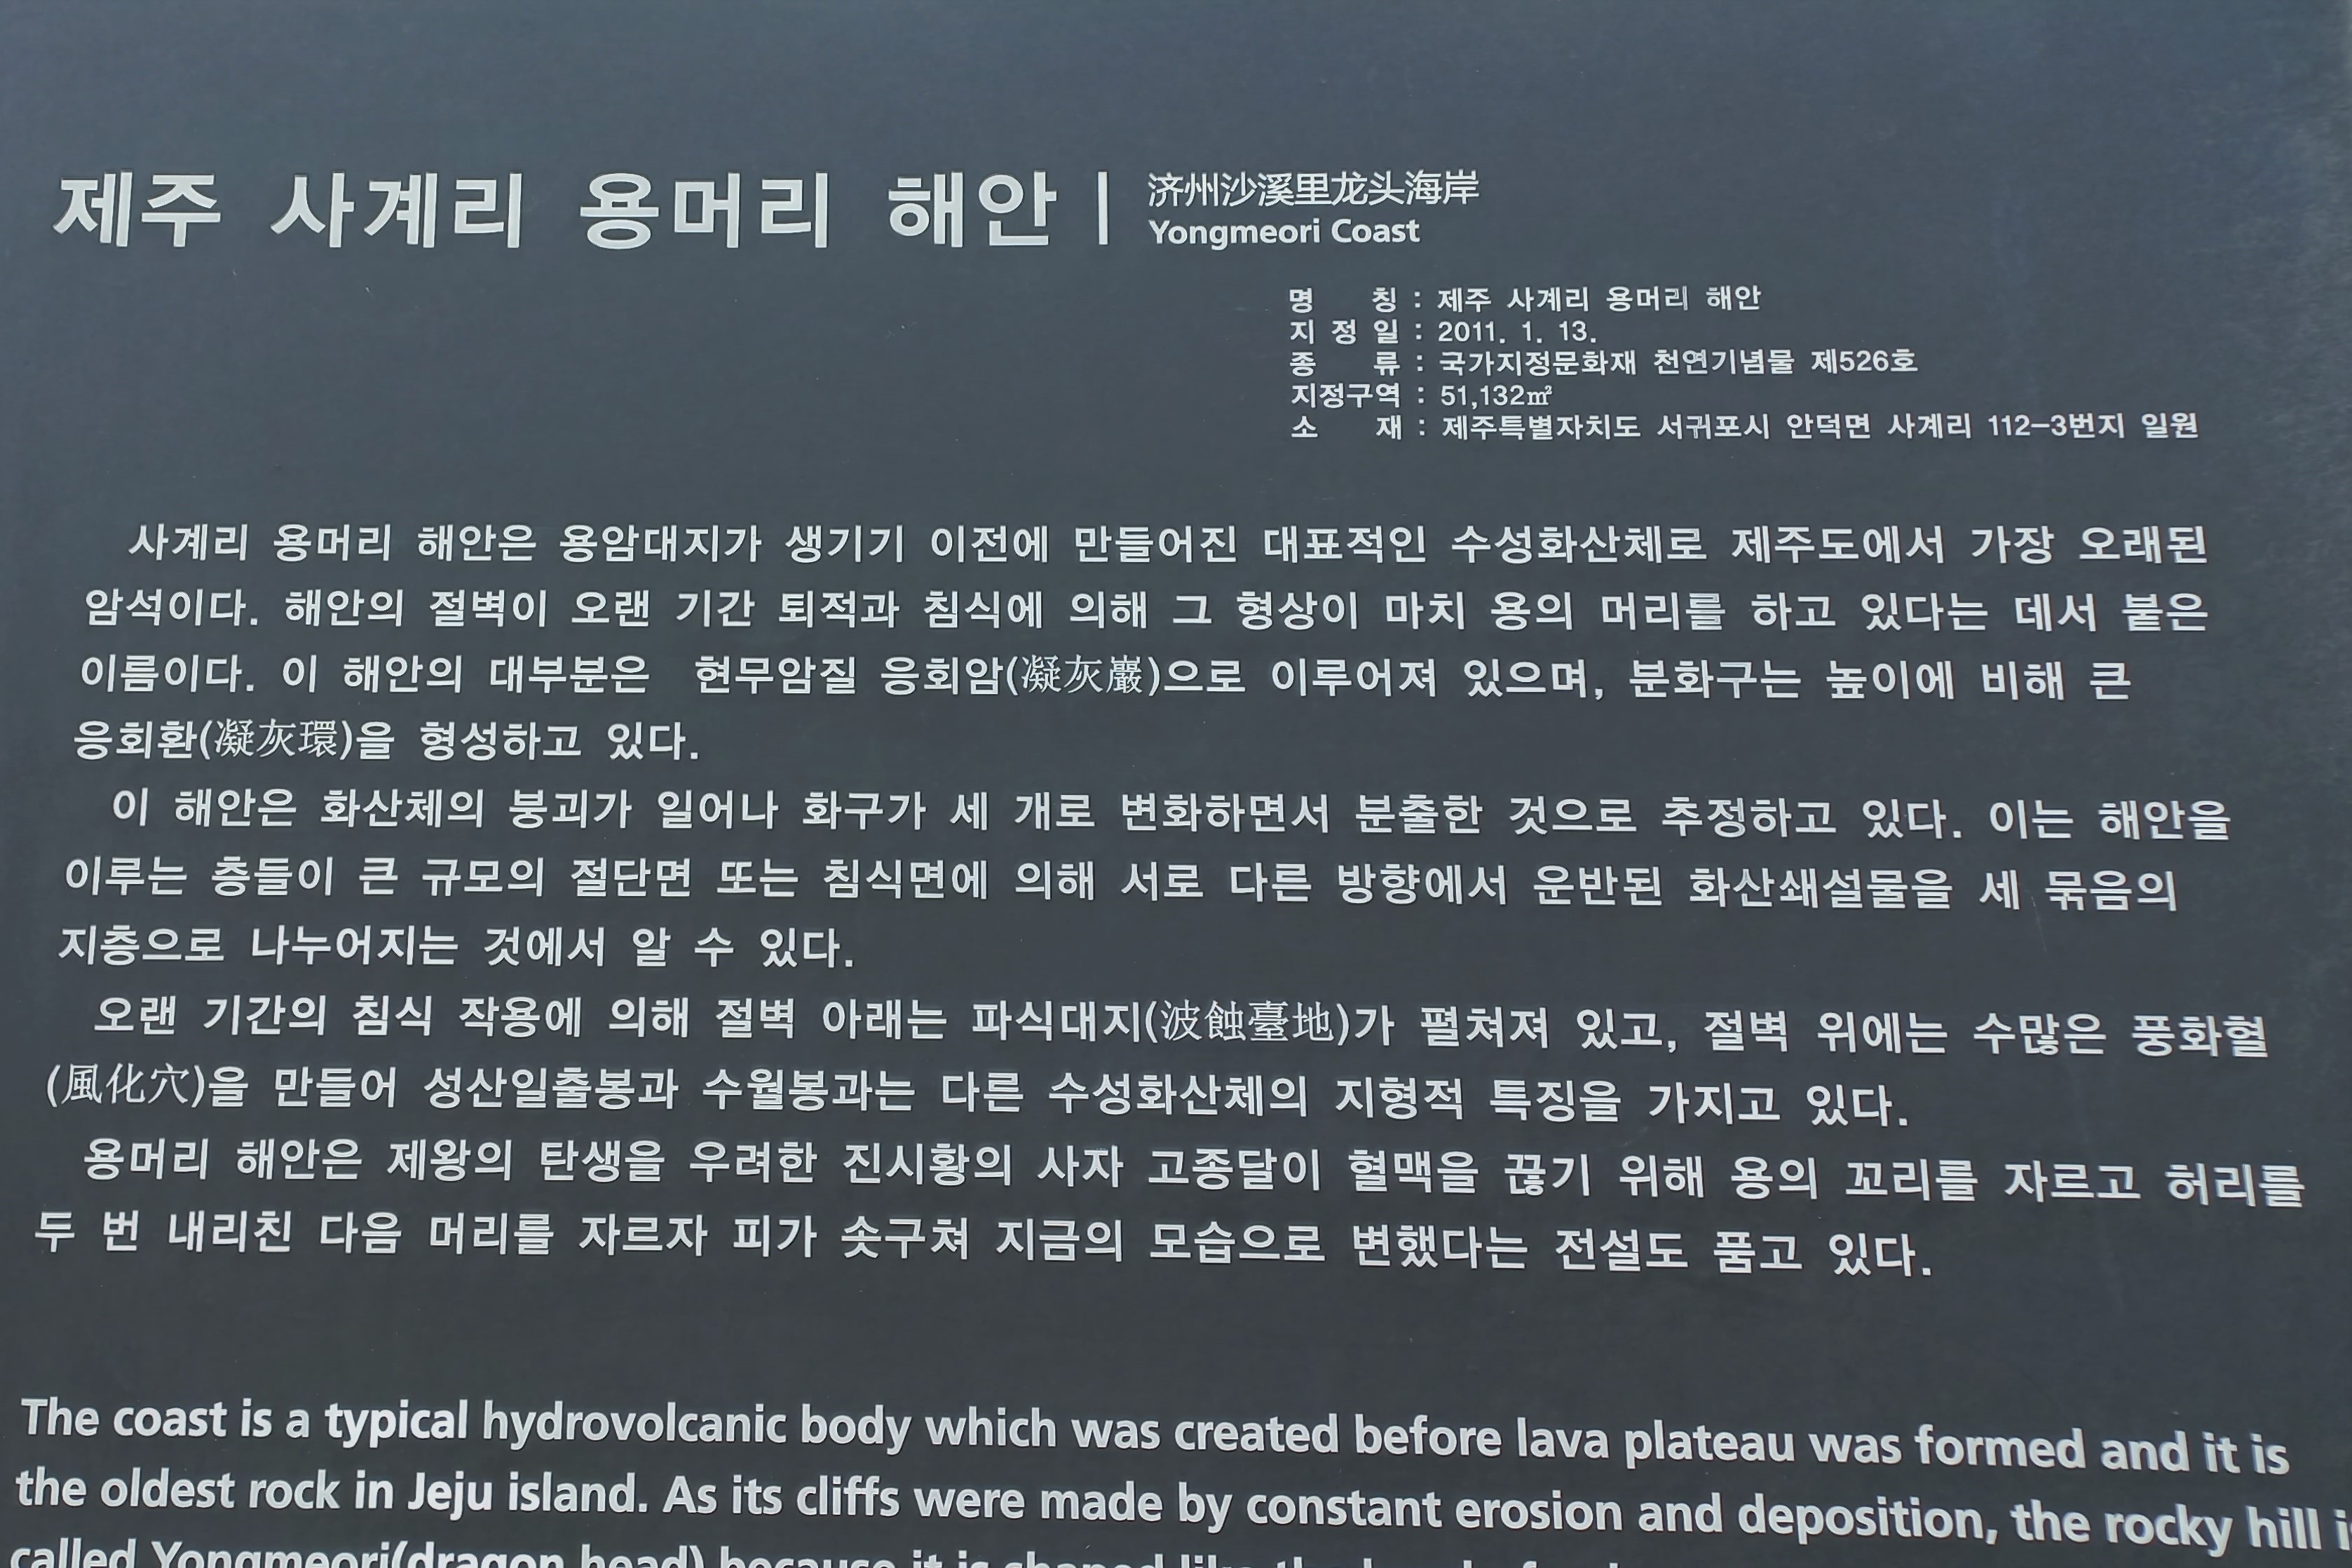 제주 사계리 용머리 해안
济州沙溪里龙头海岸
Yongmeori Coast
명 칭 : 제주 사계리 용머리 해안
지 정 일 : 2011. 1. 13.
종 류 : 국가지정문화재 천연기념물 제526호
지정구역 : 51,132㎡
소 재 : 제주특별자치도 서귀포시 안덕면 사계리 112-3번지 일원
사계리 용머리 해안은 용암대지가 생기기 이전에 만들어진 대표적인 수성화산체로 제주도에서 가장 오래된
암석이다. 해안의 절벽이 오랜 기간 퇴적과 침식에 의해 그 형상이 마치 용의 머리를 하고 있다는 데서 붙은
이름이다. 이 해안의 대부분은 현무암질 응회암(凝灰巖)으로 이루어져 있으며, 분화구는 높이에 비해 큰
응회환(凝灰環)을 형성하고 있다.
이 해안은 화산체의 붕괴가 일어나 화구가 세 개로 변화하면서 분출한 것으로 추정하고 있다. 이는 해안을
이루는 층들이 큰 규모의 절단면 또는 침식면에 의해 서로 다른 방향에서 운반된 화산쇄설물을 세 묶음의
지층으로 나누어지는 것에서 알 수 있다.
오랜 기간의 침식 작용에 의해 절벽 아래는 파식대지(波蝕臺地)가 펼쳐져 있고, 절벽 위에는 수많은 풍화혈
(風化穴)을 만들어 성산일출봉과 수월봉과는 다른 수성화산체의 지형적 특징을 가지고 있다.
용머리 해안은 제왕의 탄생을 우려한 진시황의 사자 고종달이 혈맥을 끊기 위해 용의 꼬리를 자르고 허리를
두 번 내리친 다음 머리를 자르자 피가 솟구쳐 지금의 모습으로 변했다는 전설도 품고 있다.
The coast is a typical hydrovolcanic body which was created before lava plateau was formed and it is
the oldest rock in Jeju island. As its cliffs were made by constant erosion and deposition, the rocky hill
called Yongmeori(dragon head) because it is shaped like the